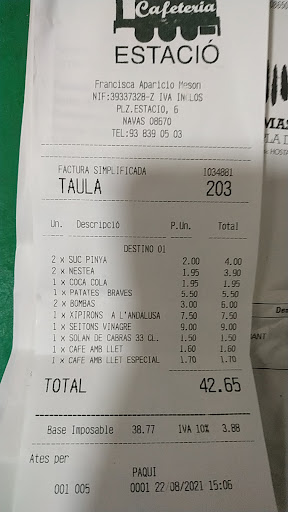 Cafeteria
ESTACIÓ
Francisca Aparicio Meson
NIF:39337328-Z IVA INCLOS
PLZ.ESTACIO, 6
NAVAS 08670
TEL:93 839 05 03
FACTURA SIMPLIFICADA 1034881
TAULA 203
Un. Descripció P.Un. Total
DESTINO 01
2 x SUC PINYA 2.00 4.00
2 x NESTEA 1.95 3.90
1 x COCA COLA 1.95 1.95
1 x PATATES BRAVES 5.50 5.50
2 x BOMBAS 3.00 6.00
1 x XIPIRONS A L'ANDALUSA 7.50 7.50
1 x SEITONS VINAGRE 9.00 9.00
1 x SOLAN DE CABRAS 33 CL. 1.50 1.50
1 x CAFE AMB LLET 1.60 1.60
1 x CAFE AMB LLET ESPECIAL 1.70 1.70
TOTAL 42.65
Base Imposable 38.77 IVA 10% 3.88
Ates per
PAQUI
001 005 0001 22/08/2021 15:06